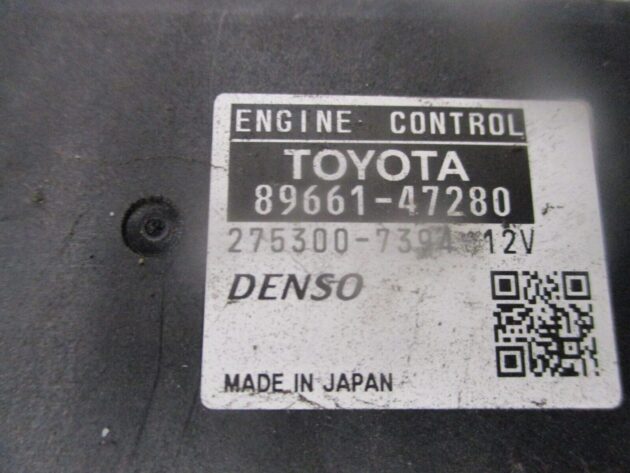 ENGINE CONTROL
TOYOTA
89661-47280
275300-7394 12V
DENSO
MADE IN JAPAN